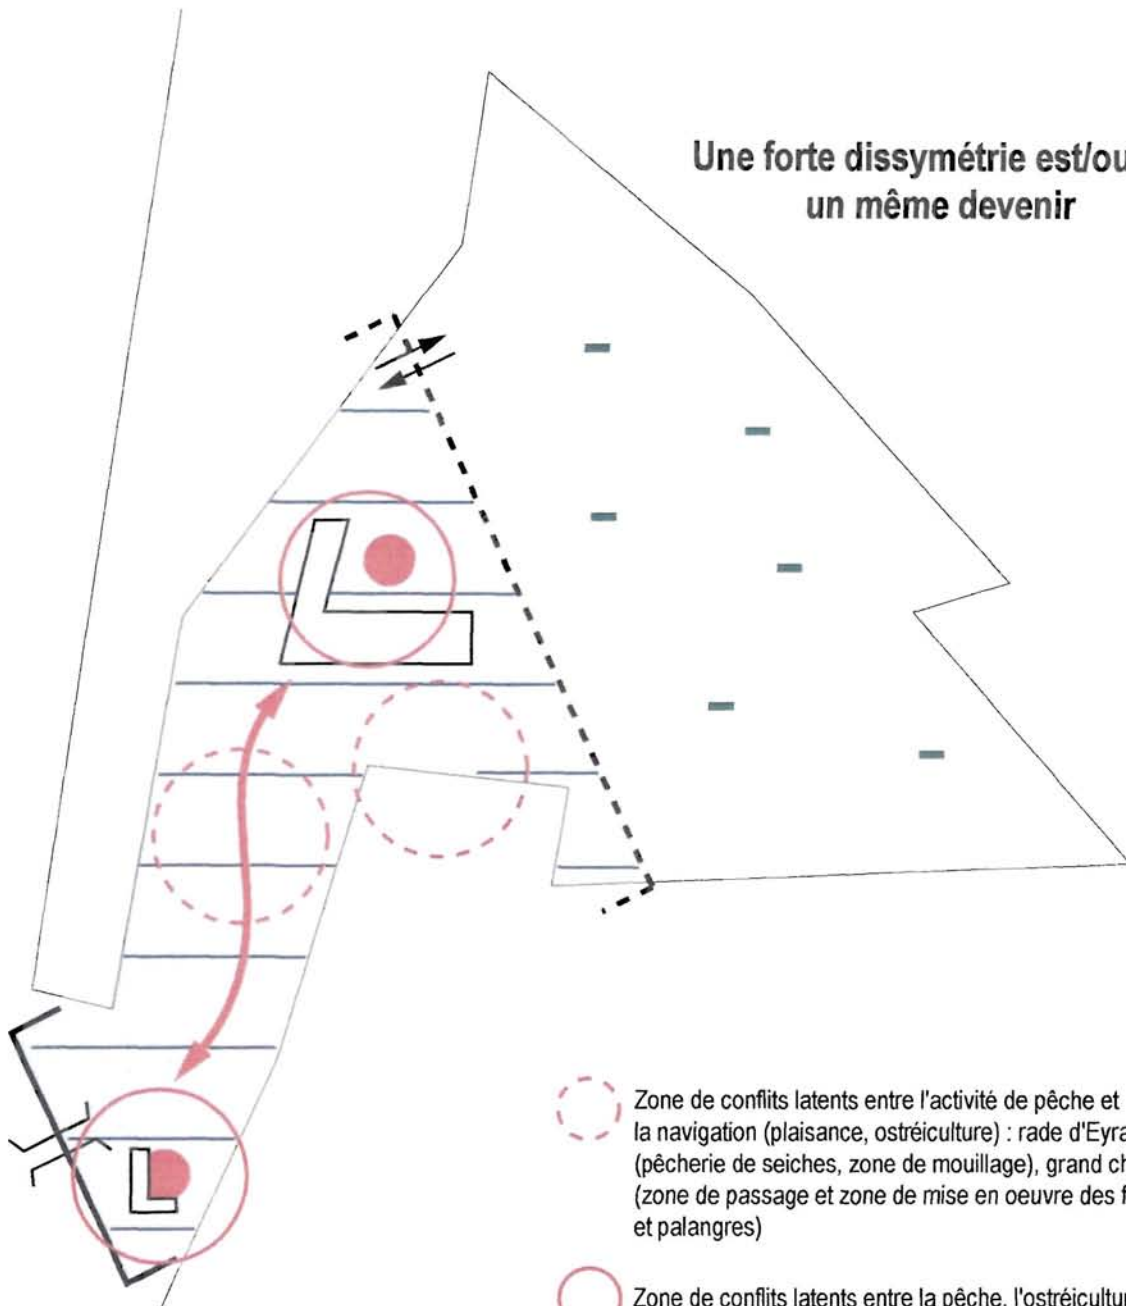 Une forte dissymétrie est/ou
un même devenir
Zone de conflits latents entre l'activité de pêche et
la navigation (plaisance, ostréiculture) : rade d'Eyra
(pêcherie de seiches, zone de mouillage), grand ch
(zone de passage et zone de mise en oeuvre des f
et palangres)
Zone de conflits latents entre la pêche, l'ostréicultur